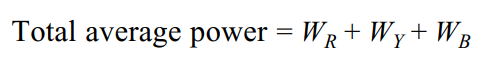 Total average power = W_R + W_Y + W_B